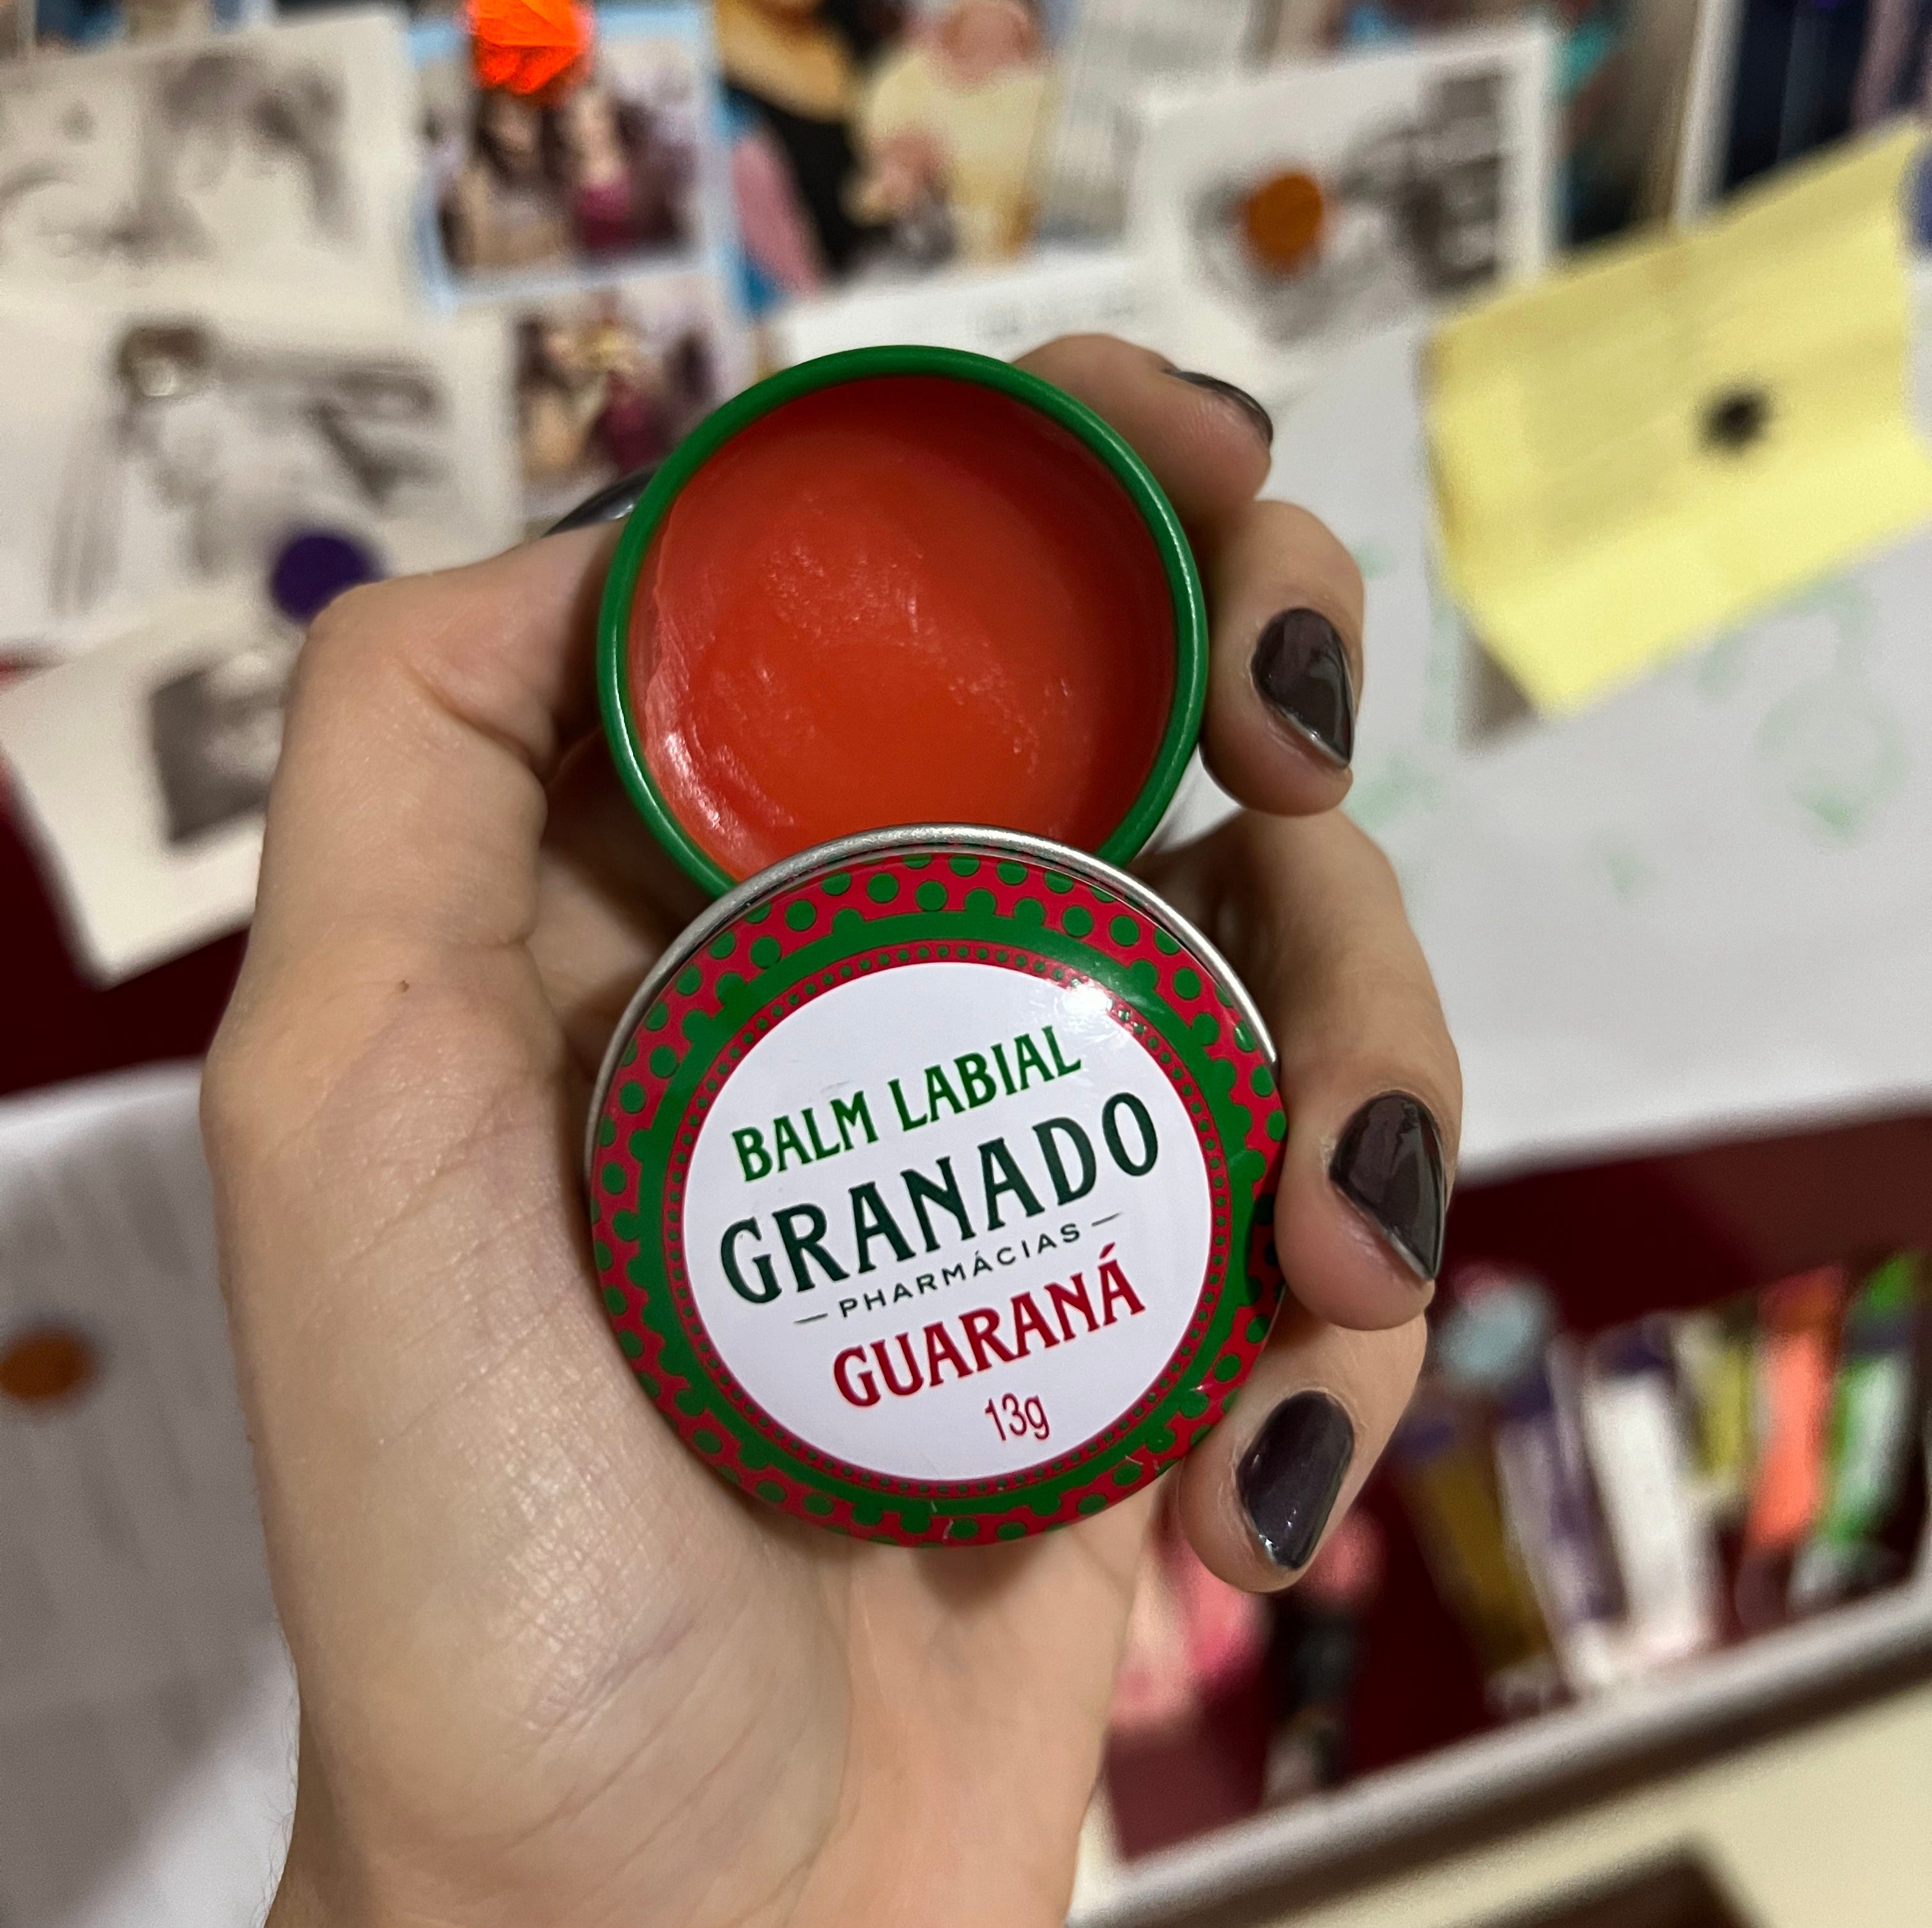 BALM LABIAL
GRANADO
PHARMÁCIAS
GUARANÁ
13g